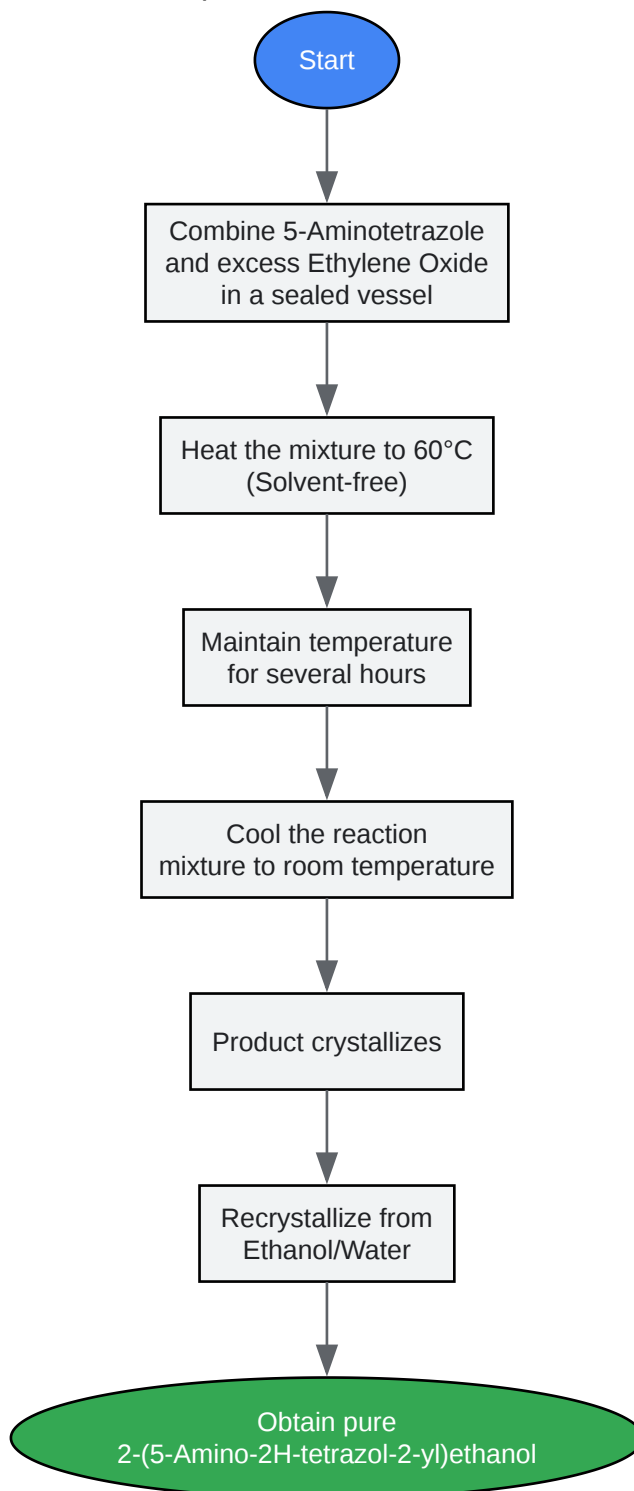 Start
Combine 5-Aminotetrazole
and excess Ethylene Oxide
in a sealed vessel
Heat the mixture to 60°C
(Solvent-free)
Maintain temperature
for several hours
Cool the reaction
mixture to room temperature
Product crystallizes
Recrystallize from
Ethanol/Water
Obtain pure
2-(5-Amino-2H-tetrazol-2-yl)ethanol